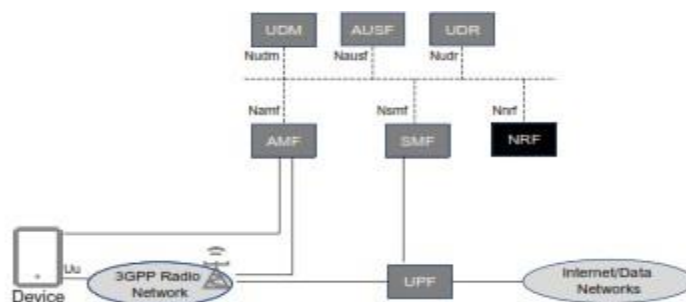 UDM AUSF UDR
Nudm Nausf Nudr
Namf Nsmf Nnrf
AMF SMF NRF
Uu
3GPP Radio
Network
UPF
Internet/Data
Networks
Device